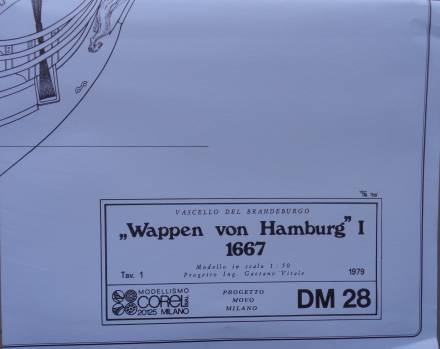 VASCELLO DEL BRANDEBURGO
„Wappen von Hamburg” I
1667
Modello in scala 1:50
Tav. 1 Progetto Ing. Gaetano Vitale 1979
MODELLISMO
COREL
20125 MILANO
PROGETTO
MOVO
MILANO
DM 28